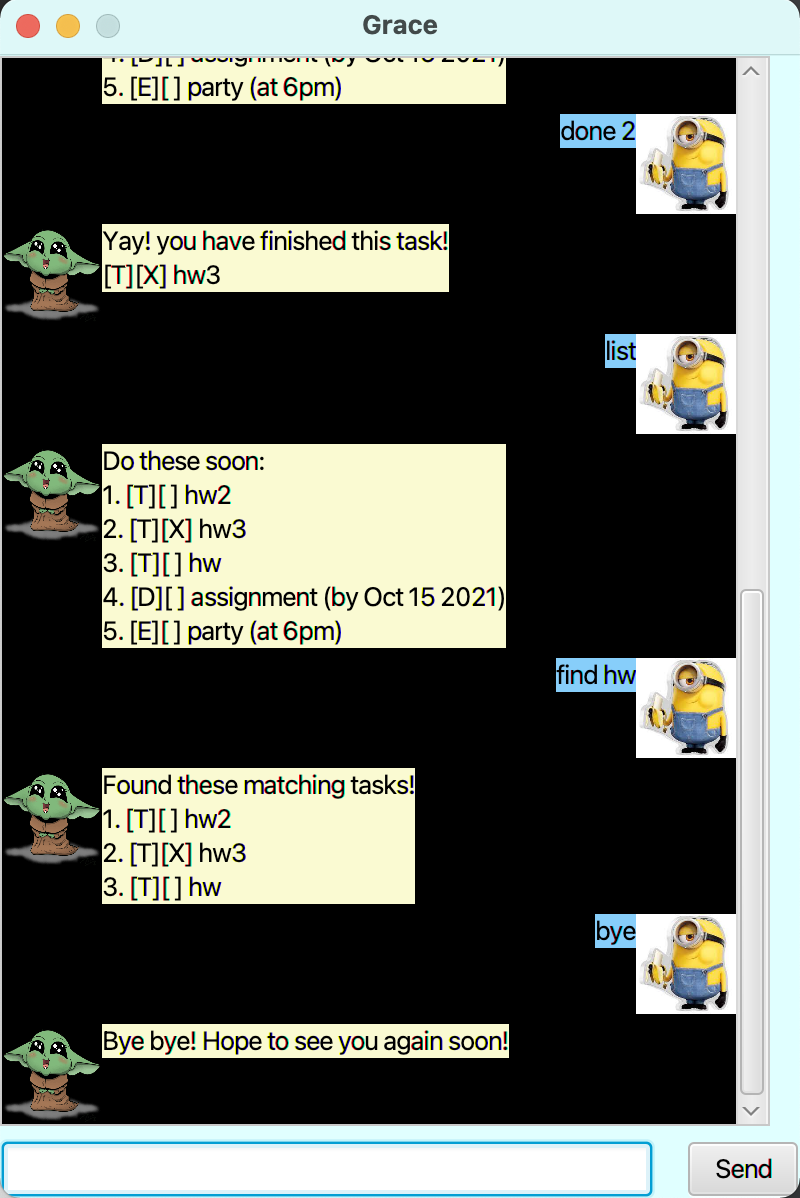 Grace
4. [D][ ] assignment (by Oct 15 2021)
5. [E][ ] party (at 6pm)
done 2
Yay! you have finished this task!
[T][X] hw3
list
Do these soon:
1. [T][ ] hw2
2. [T][X] hw3
3. [T][ ] hw
4. [D][ ] assignment (by Oct 15 2021)
5. [E][ ] party (at 6pm)
find hw
Found these matching tasks!
1. [T][ ] hw2
2. [T][X] hw3
3. [T][ ] hw
bye
Bye bye! Hope to see you again soon!
Send